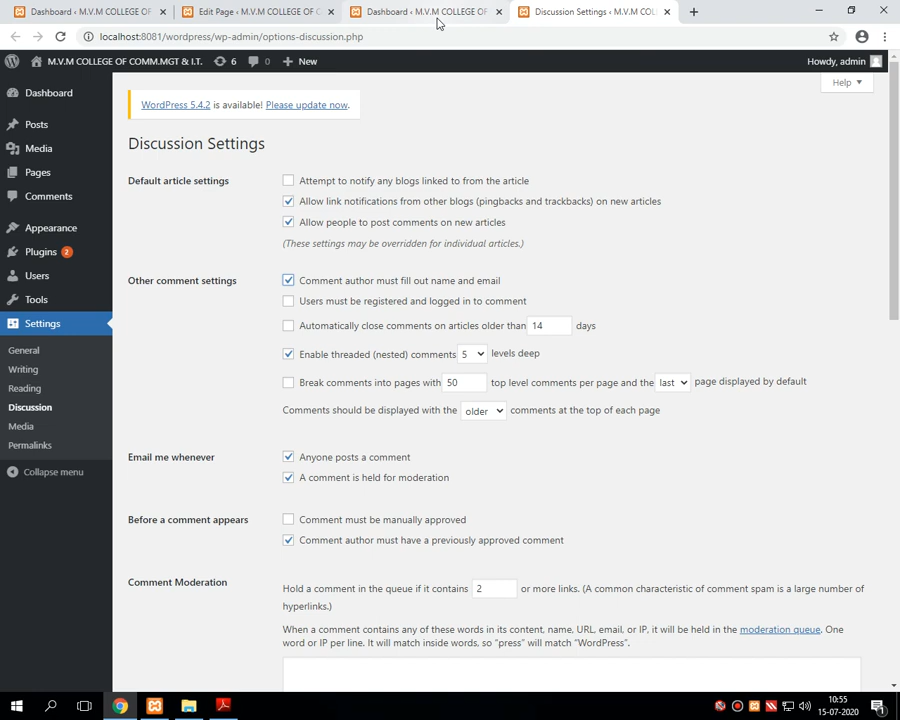 Dashboard ‹ M.V.M COLLEGE OF
Edit Page ‹ M.V.M COLLEGE OF C
Dashboard ‹ M.V.M COLLEGE OF
Discussion Settings ‹ M.V.M COLL
localhost:8081/wordpress/wp-admin/options-discussion.php
M.V.M COLLEGE OF COMM.MGT & I.T. 6 0 New Howdy, admin
Help
Dashboard
Posts
Media
Pages
Comments
Appearance
Plugins 2
Users
Tools
Settings
General
Writing
Reading
Discussion
Media
Permalinks
Collapse menu
WordPress 5.4.2 is available! Please update now.
Discussion Settings
Default article settings
Attempt to notify any blogs linked to from the article
Allow link notifications from other blogs (pingbacks and trackbacks) on new articles
Allow people to post comments on new articles
(These settings may be overridden for individual articles.)
Other comment settings
Comment author must fill out name and email
Users must be registered and logged in to comment
Automatically close comments on articles older than 14 days
Enable threaded (nested) comments 5 levels deep
Break comments into pages with 50 top level comments per page and the last page displayed by default
Comments should be displayed with the older comments at the top of each page
Email me whenever
Anyone posts a comment
A comment is held for moderation
Before a comment appears
Comment must be manually approved
Comment author must have a previously approved comment
Comment Moderation
Hold a comment in the queue if it contains 2 or more links. (A common characteristic of comment spam is a large number of
hyperlinks.)
When a comment contains any of these words in its content, name, URL, email, or IP, it will be held in the moderation queue. One
word or IP per line. It will match inside words, so “press” will match “WordPress”.
10:55
15-07-2020
1